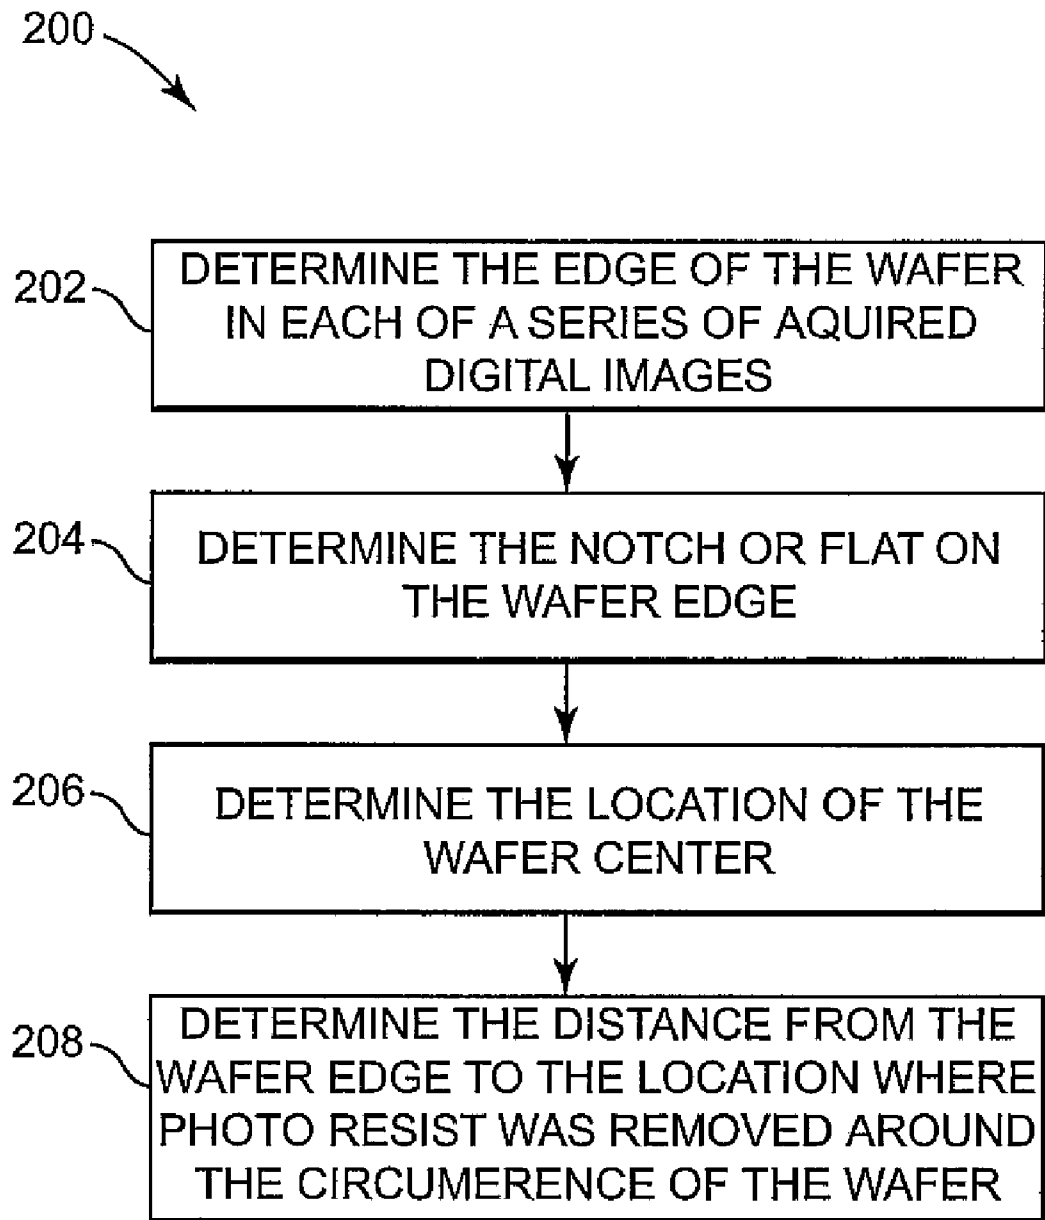 200
202
DETERMINE THE EDGE OF THE WAFER
IN EACH OF A SERIES OF AQUIRED
DIGITAL IMAGES
204
DETERMINE THE NOTCH OR FLAT ON
THE WAFER EDGE
206
DETERMINE THE LOCATION OF THE
WAFER CENTER
208
DETERMINE THE DISTANCE FROM THE
WAFER EDGE TO THE LOCATION WHERE
PHOTO RESIST WAS REMOVED AROUND
THE CIRCUMERENCE OF THE WAFER